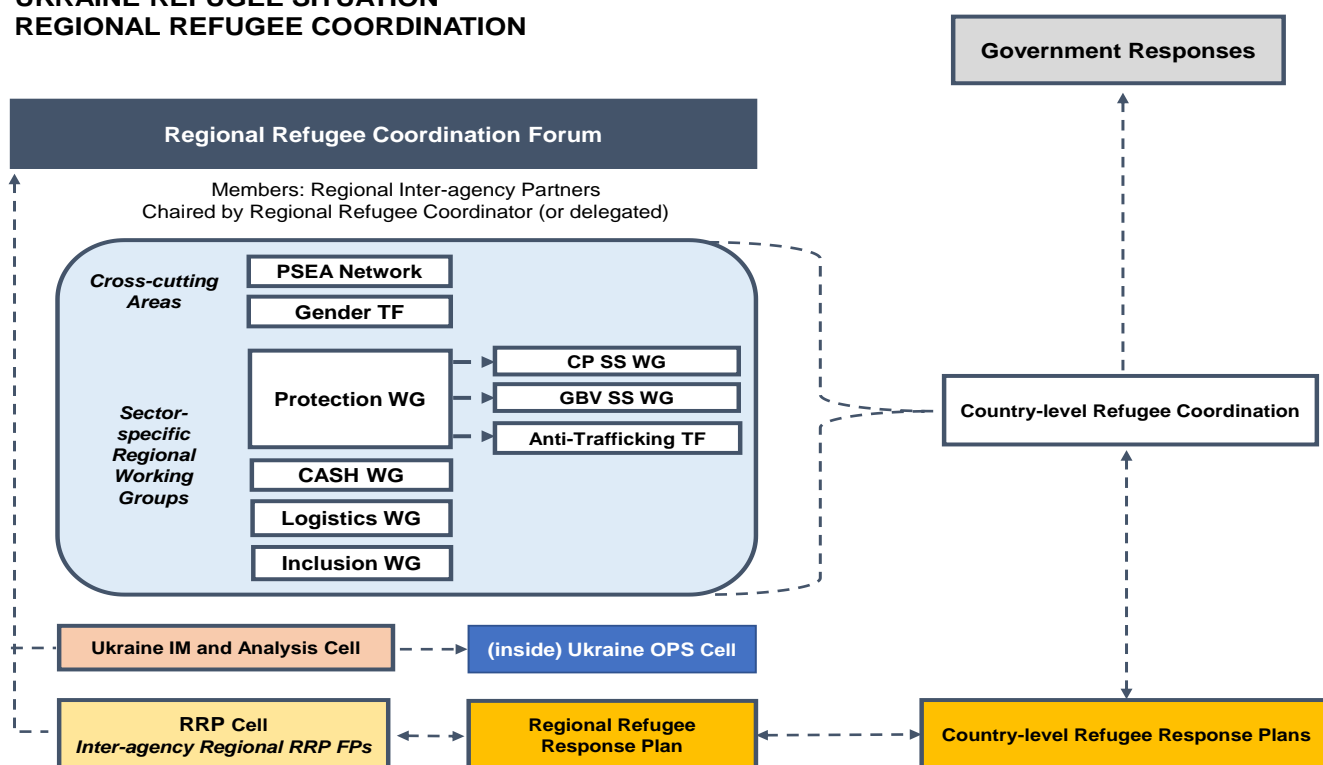 UKRAINE REFUGEE SITUATION
REGIONAL REFUGEE COORDINATION
Government Responses
Regional Refugee Coordination Forum
Members: Regional Inter-agency Partners
Chaired by Regional Refugee Coordinator (or delegated)
Cross-cutting
Areas
PSEA Network
Gender TF
Sector-
specific
Regional
Working
Groups
Protection WG
CP SS WG
GBV SS WG
Anti-Trafficking TF
CASH WG
Logistics WG
Inclusion WG
Country-level Refugee Coordination
Ukraine IM and Analysis Cell
(inside) Ukraine OPS Cell
RRP Cell
Inter-agency Regional RRP FPs
Regional Refugee
Response Plan
Country-level Refugee Response Plans